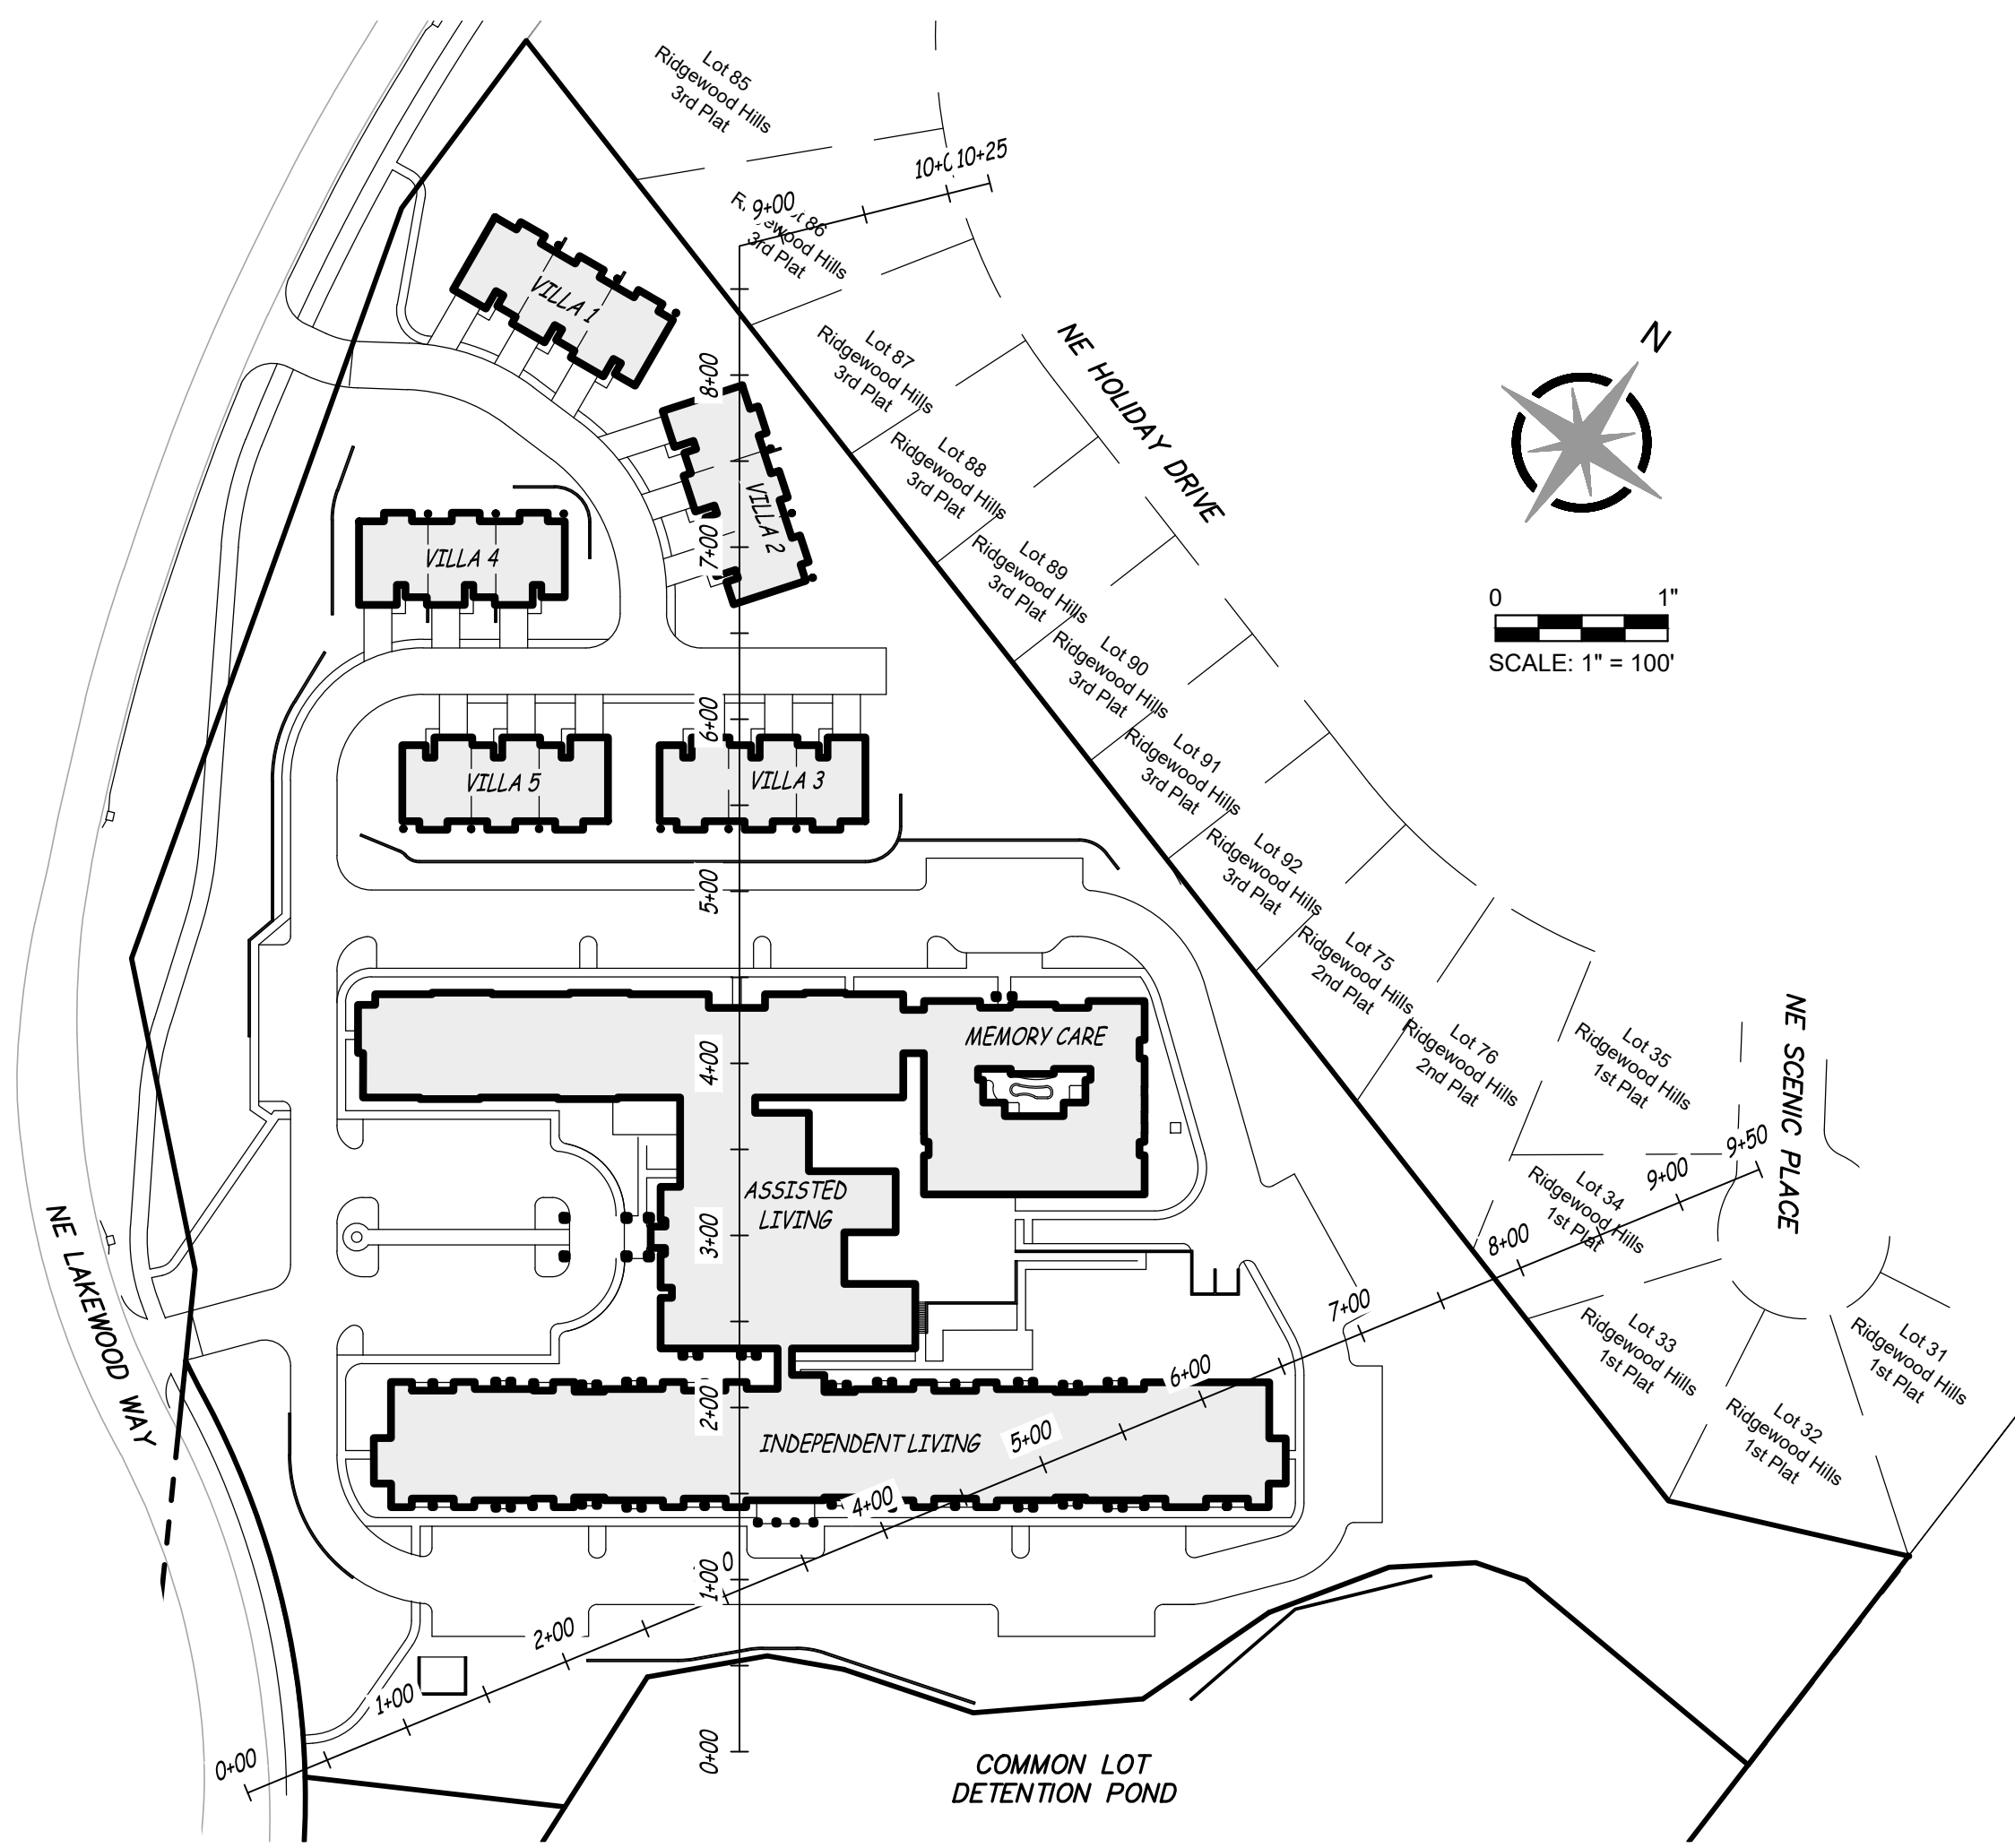 Lot 85
Ridgewood Hills
3rd Plat
10+0
10+25
9+00
86
ewood Hills
3rd Plat
N
VILLA 1
Lot 87
Ridgewood Hills
3rd Plat
NE HOLIDAY DRIVE
8+00
Lot 88
Ridgewood Hills
3rd Plat
VILLA 2
7+00
VILLA 4
Lot 89
Ridgewood Hills
3rd Plat
0 1"
SCALE: 1" = 100'
Lot 90
Ridgewood Hills
3rd Plat
6+00
VILLA 5
VILLA 3
Lot 91
Ridgewood Hills
3rd Plat
Lot 92
Ridgewood Hills
3rd Plat
5+00
Lot 75
Ridgewood Hills
2nd Plat
NE SCENIC PLACE
MEMORY CARE
4+00
Lot 76
Ridgewood Hills
2nd Plat
Lot 35
Ridgewood Hills
1st Plat
9+50
9+00
ASSISTED
LIVING
3+00
Lot 34
Ridgewood Hills
1st Plat
8+00
NE LAKEWOOD WAY
7+00
Lot 33
Ridgewood Hills
1st Plat
Lot 31
Ridgewood Hills
1st Plat
6+00
2+00
INDEPENDENT LIVING
5+00
Lot 32
Ridgewood Hills
1st Plat
4+00
0
1+00
2+00
1+00
0+00
0+00
COMMON LOT
DETENTION POND